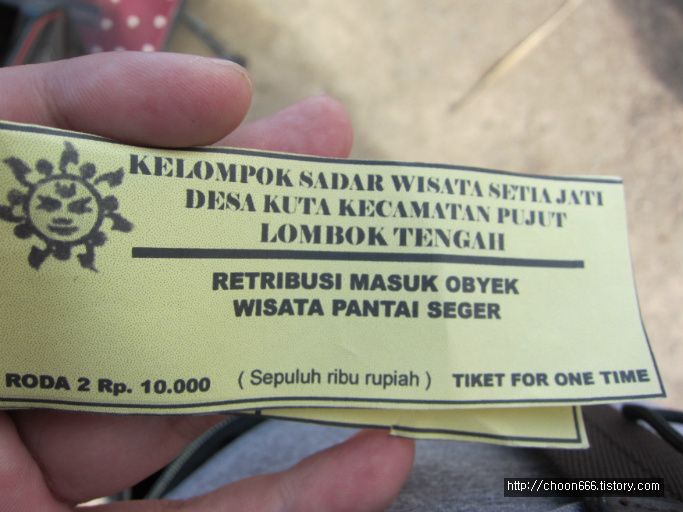 KELOMPOK SADAR WISATA SETIA JATI
DESA KUTA KECAMATAN PUJUT
LOMBOK TENGAH
RETRIBUSI MASUK OBYEK
WISATA PANTAI SEGER
RODA 2 Rp. 10.000 ( Sepuluh ribu rupiah ) TIKET FOR ONE TIME
http://choon666.tistory.com